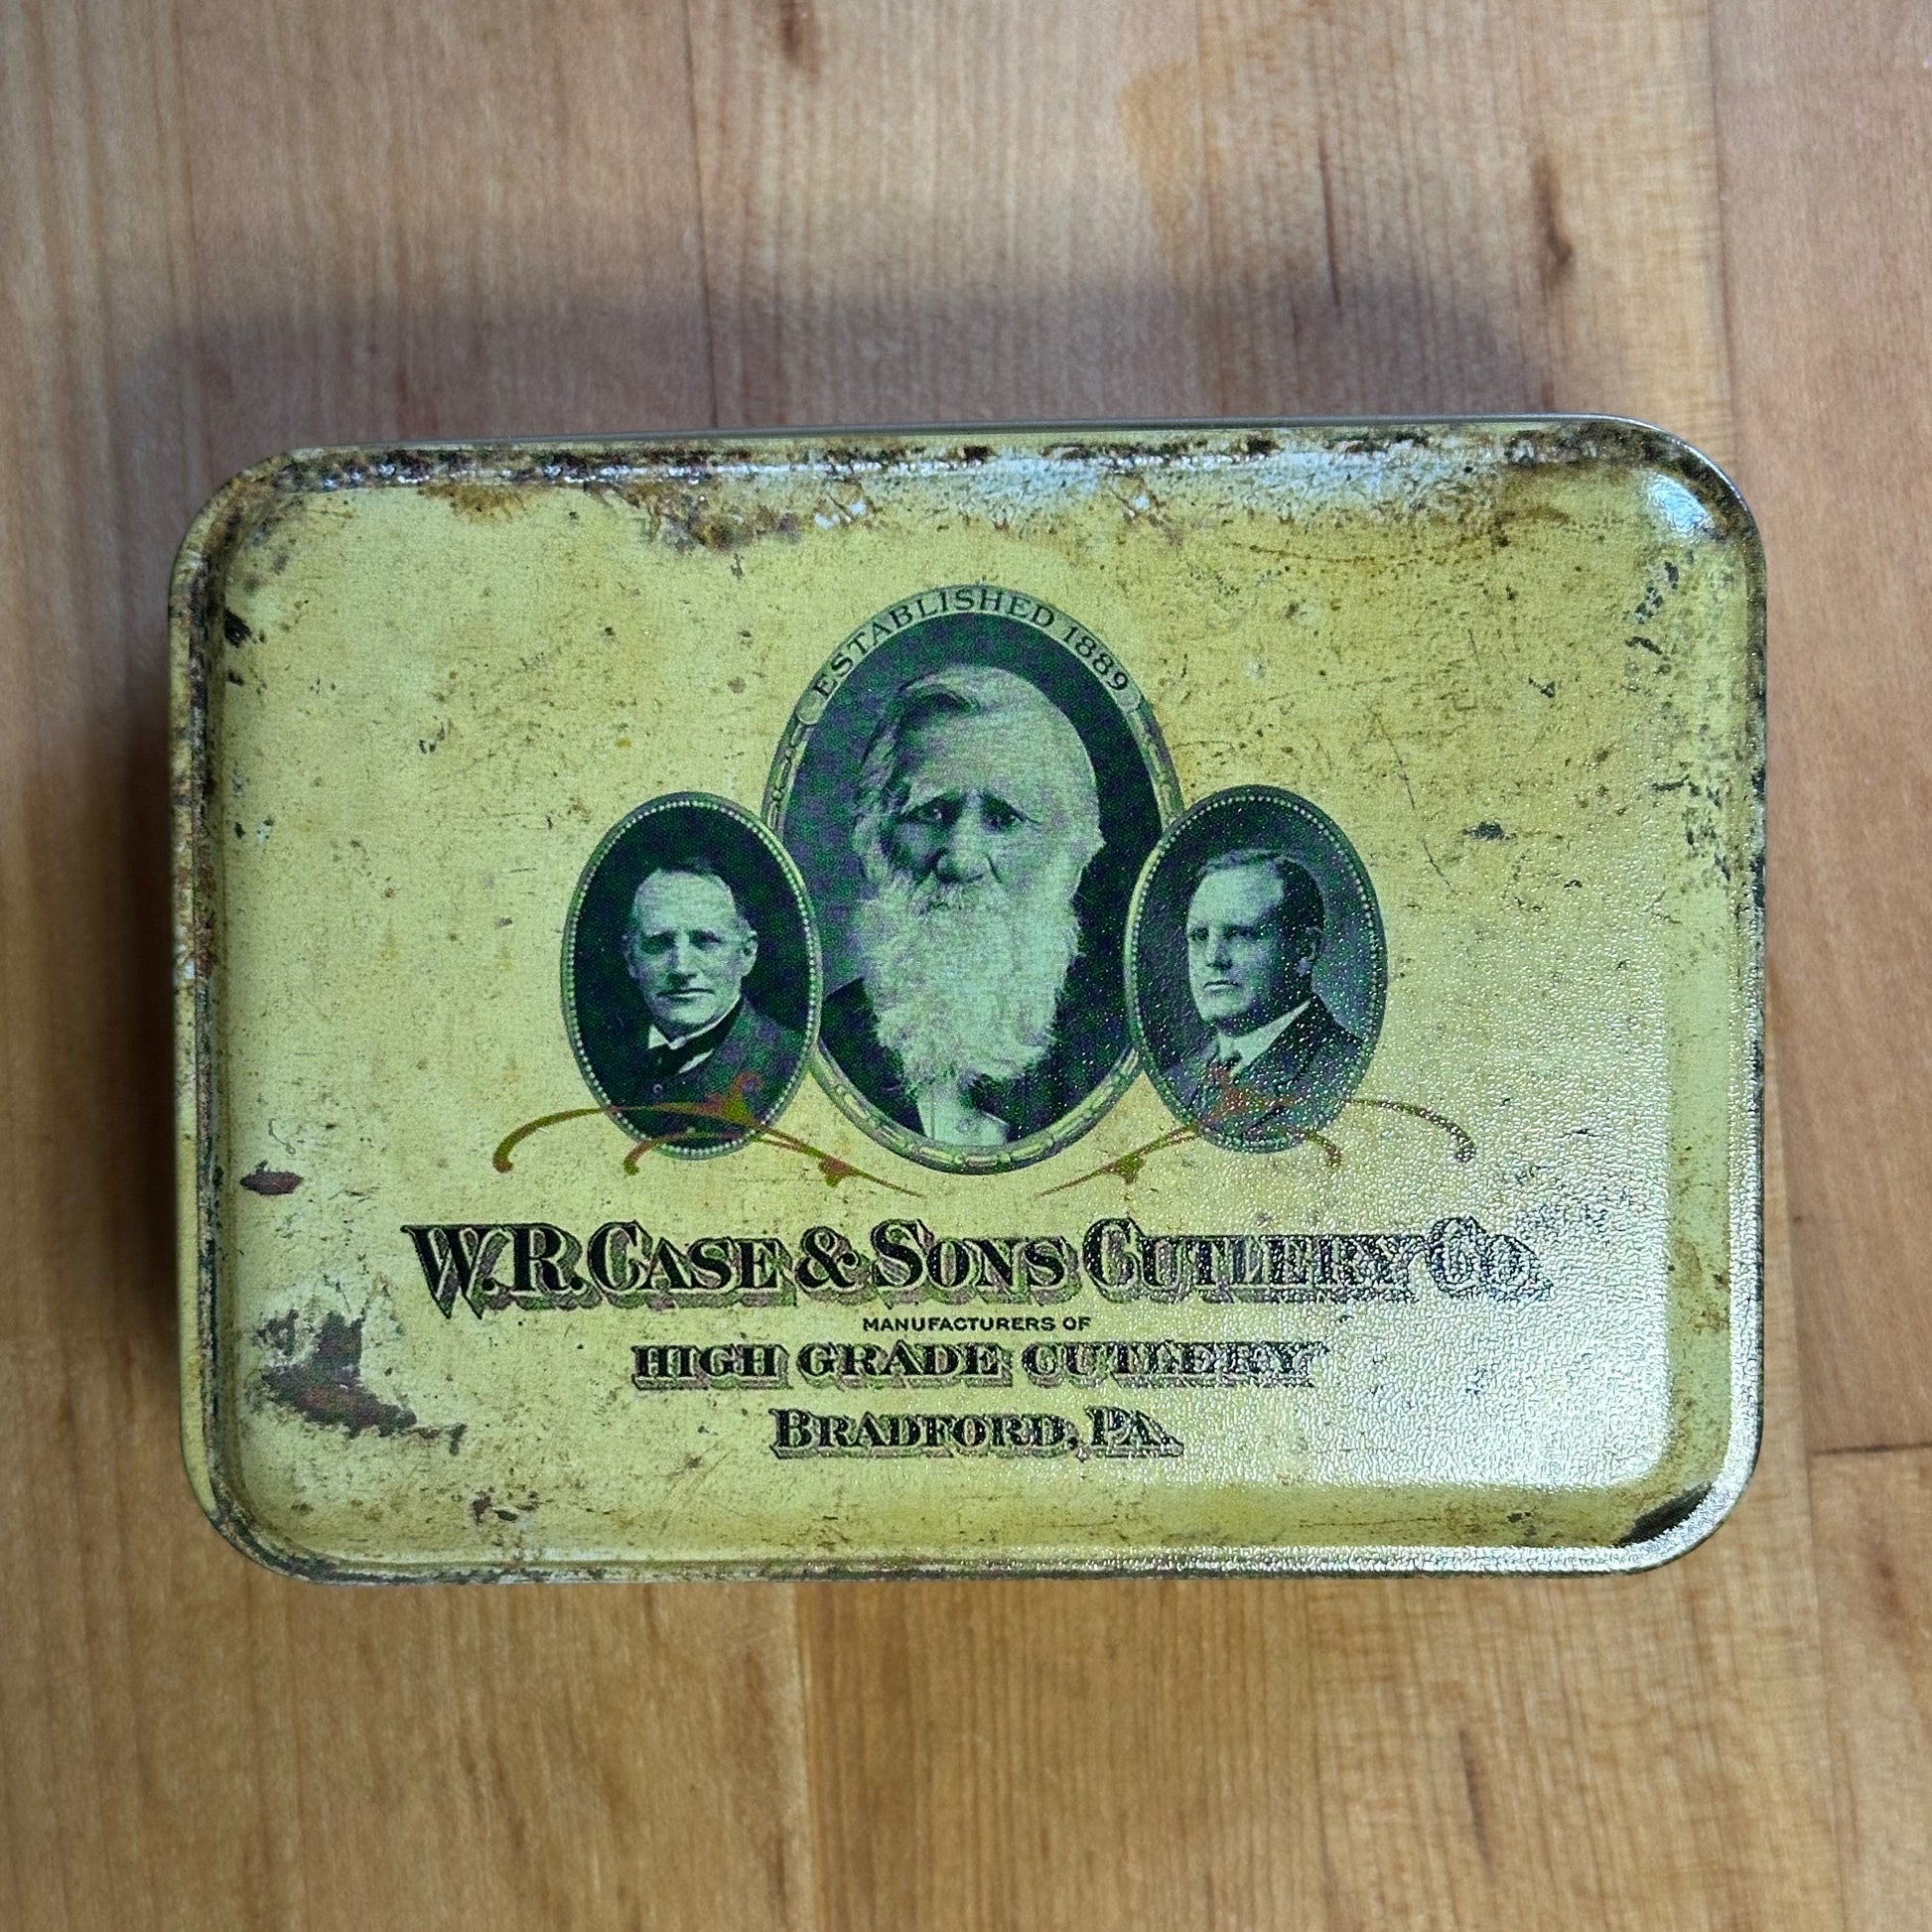 ESTABLISHED 1889
W.R. CASE & SONS CUTLERY CO.
MANUFACTURERS OF
HIGH GRADE CUTLERY
BRADFORD, PA.